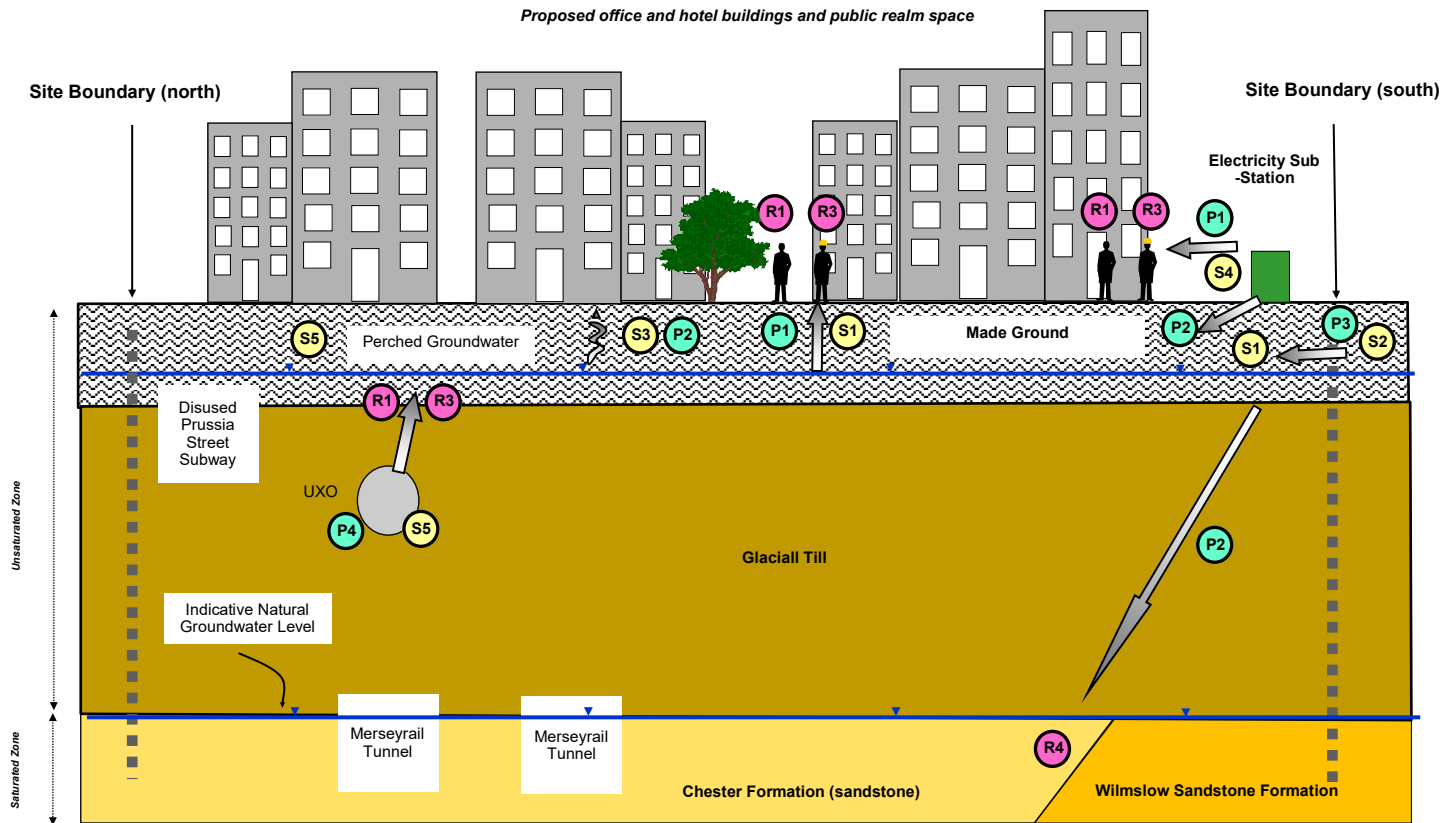 Proposed office and hotel buildings and public realm space
Site Boundary (north)
Site Boundary (south)
Electricity Sub
-Station
R1
R3
R1
R3
P1
S4
S5
Perched Groundwater
S3
P2
P1
S1
Made Ground
P2
P3
S1
S2
Disused
Prussia
Street
Subway
R1
R3
UXO
P4
S5
Glaciall Till
P2
Unsaturated Zone
Indicative Natural
Groundwater Level
Merseyrail
Tunnel
Merseyrail
Tunnel
R4
Saturated Zone
Chester Formation (sandstone)
Wilmslow Sandstone Formation